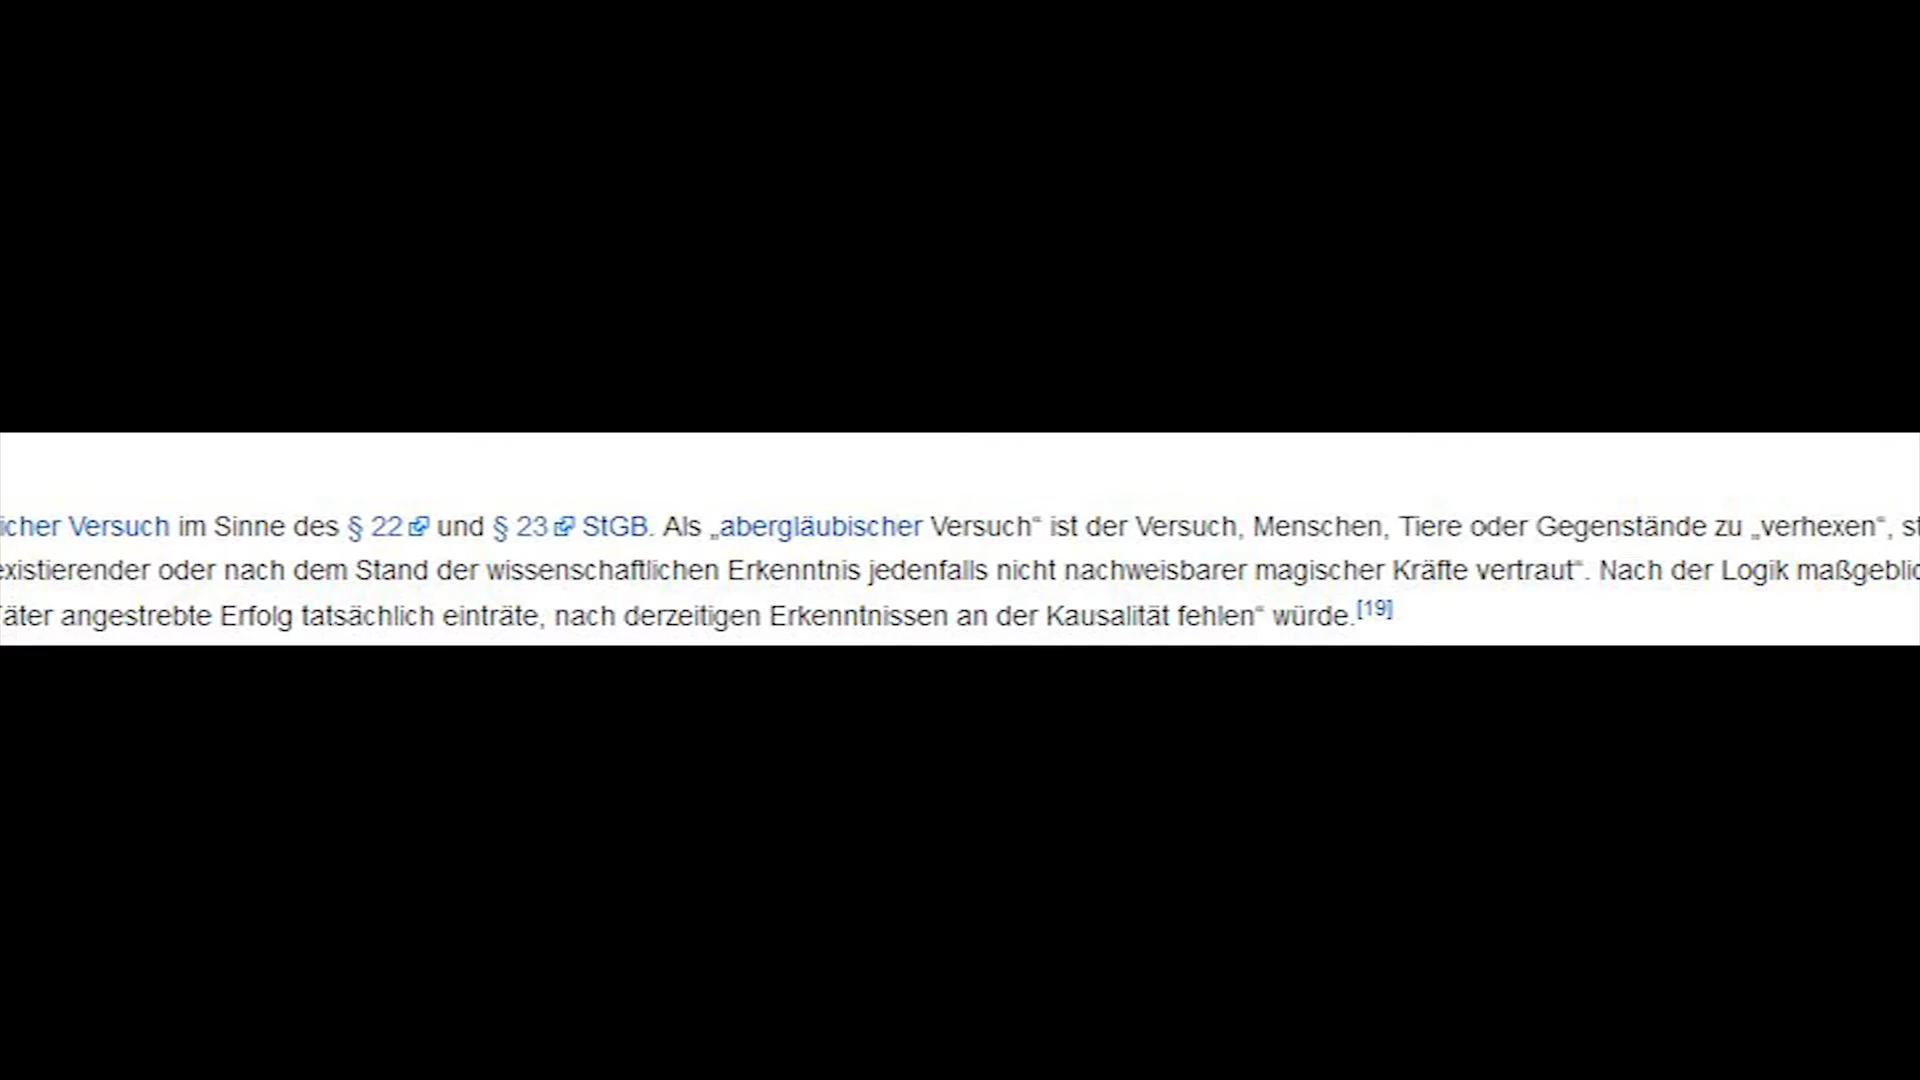 icher Versuch im Sinne des § 22 und § 23 StGB. Als „abergläubischer Versuch“ ist der Versuch, Menschen, Tiere oder Gegenstände zu „verhexen“,
existierender oder nach dem Stand der wissenschaftlichen Erkenntnis jedenfalls nicht nachweisbarer magischer Kräfte vertraut“. Nach der Logik maßgeblic
äter angestrebte Erfolg tatsächlich einträte, nach derzeitigen Erkenntnissen an der Kausalität fehlen“ würde.[19]